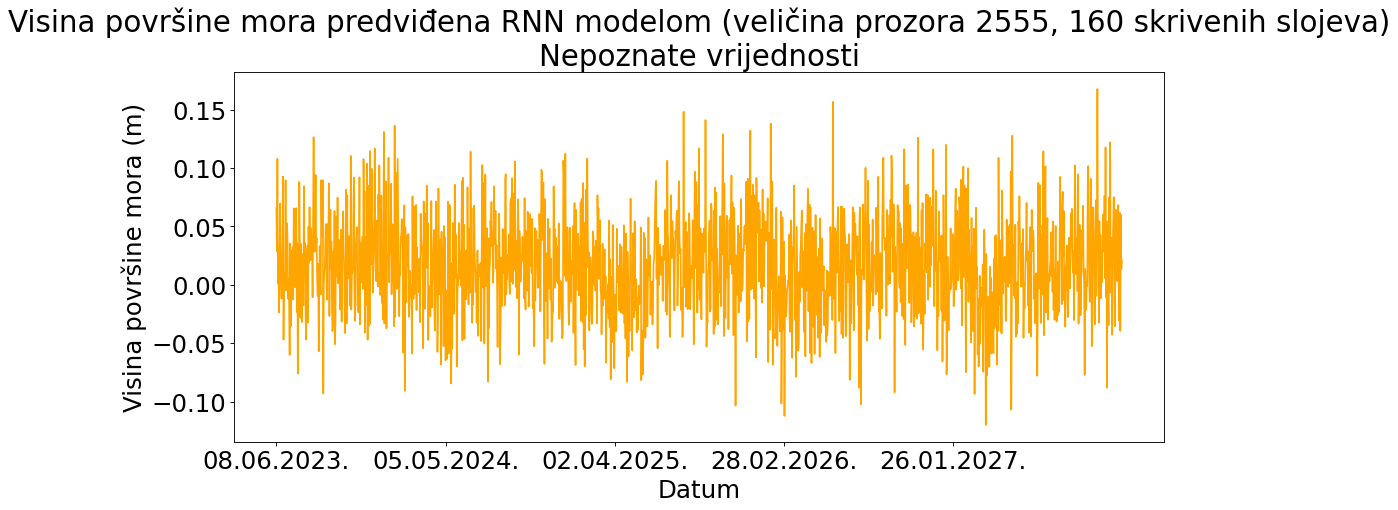 Visina površine mora predviđena RNN modelom (veličina prozora 2555, 160 skrivenih slojeva)
Nepoznate vrijednosti
Visina površine mora (m)
0.15
0.10
0.05
0.00
−0.05
−0.10
08.06.2023. 05.05.2024. 02.04.2025. 28.02.2026. 26.01.2027.
Datum